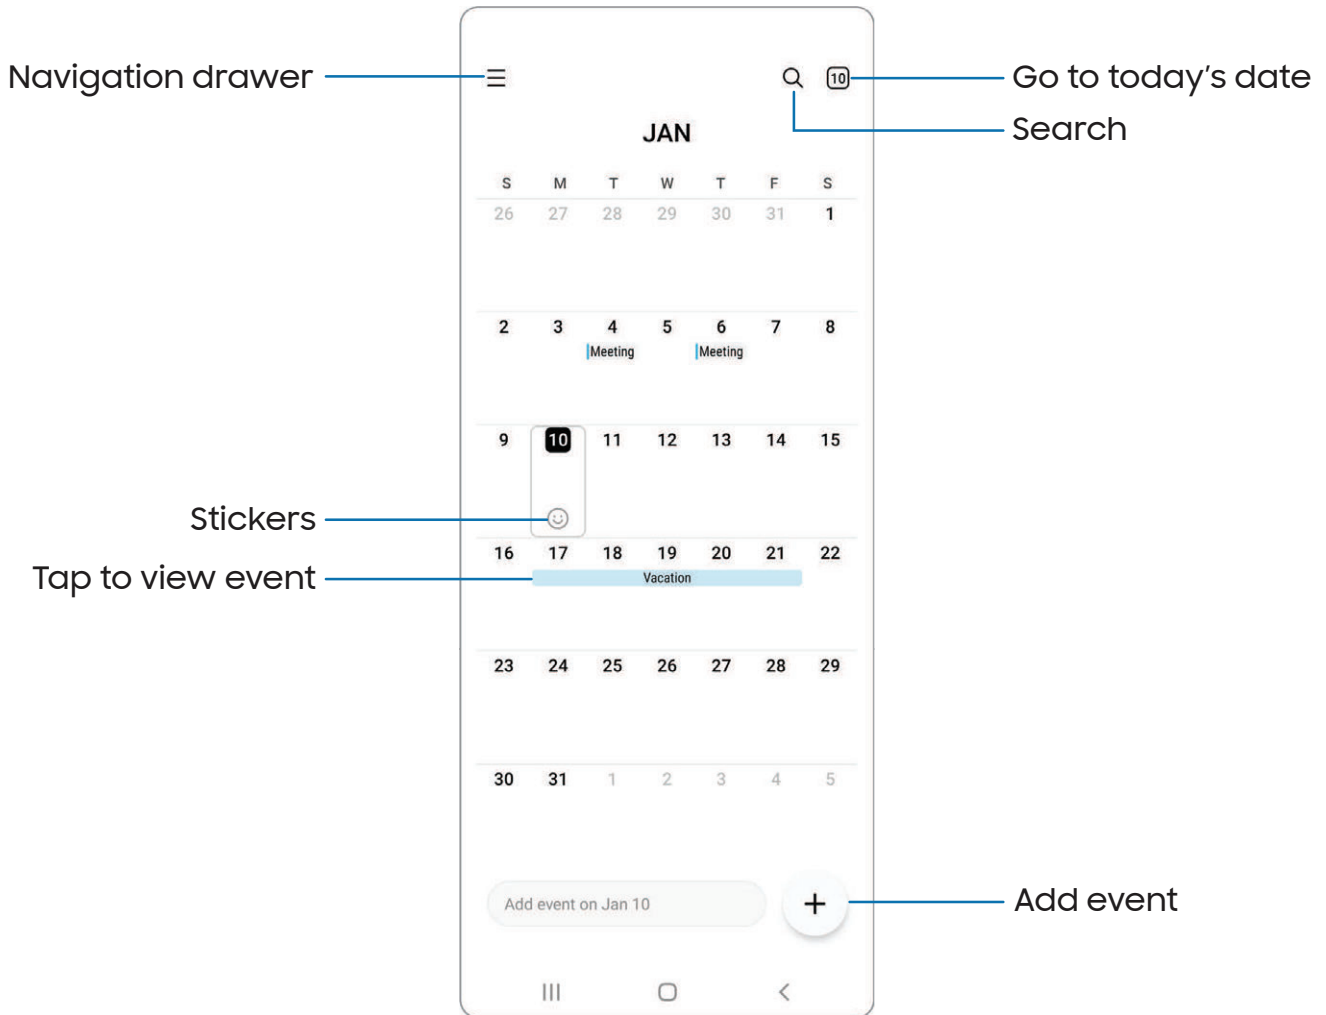 Navigation drawer
10
Go to today's date
Search
JAN
S M T W T F S
26 27 28 29 30 31 1
2 3 4 5 6 7 8
Meeting Meeting
9 10 11 12 13 14 15
Stickers
16 17 18 19 20 21 22
Tap to view event
Vacation
23 24 25 26 27 28 29
30 31 1 2 3 4 5
Add event on Jan 10
Add event